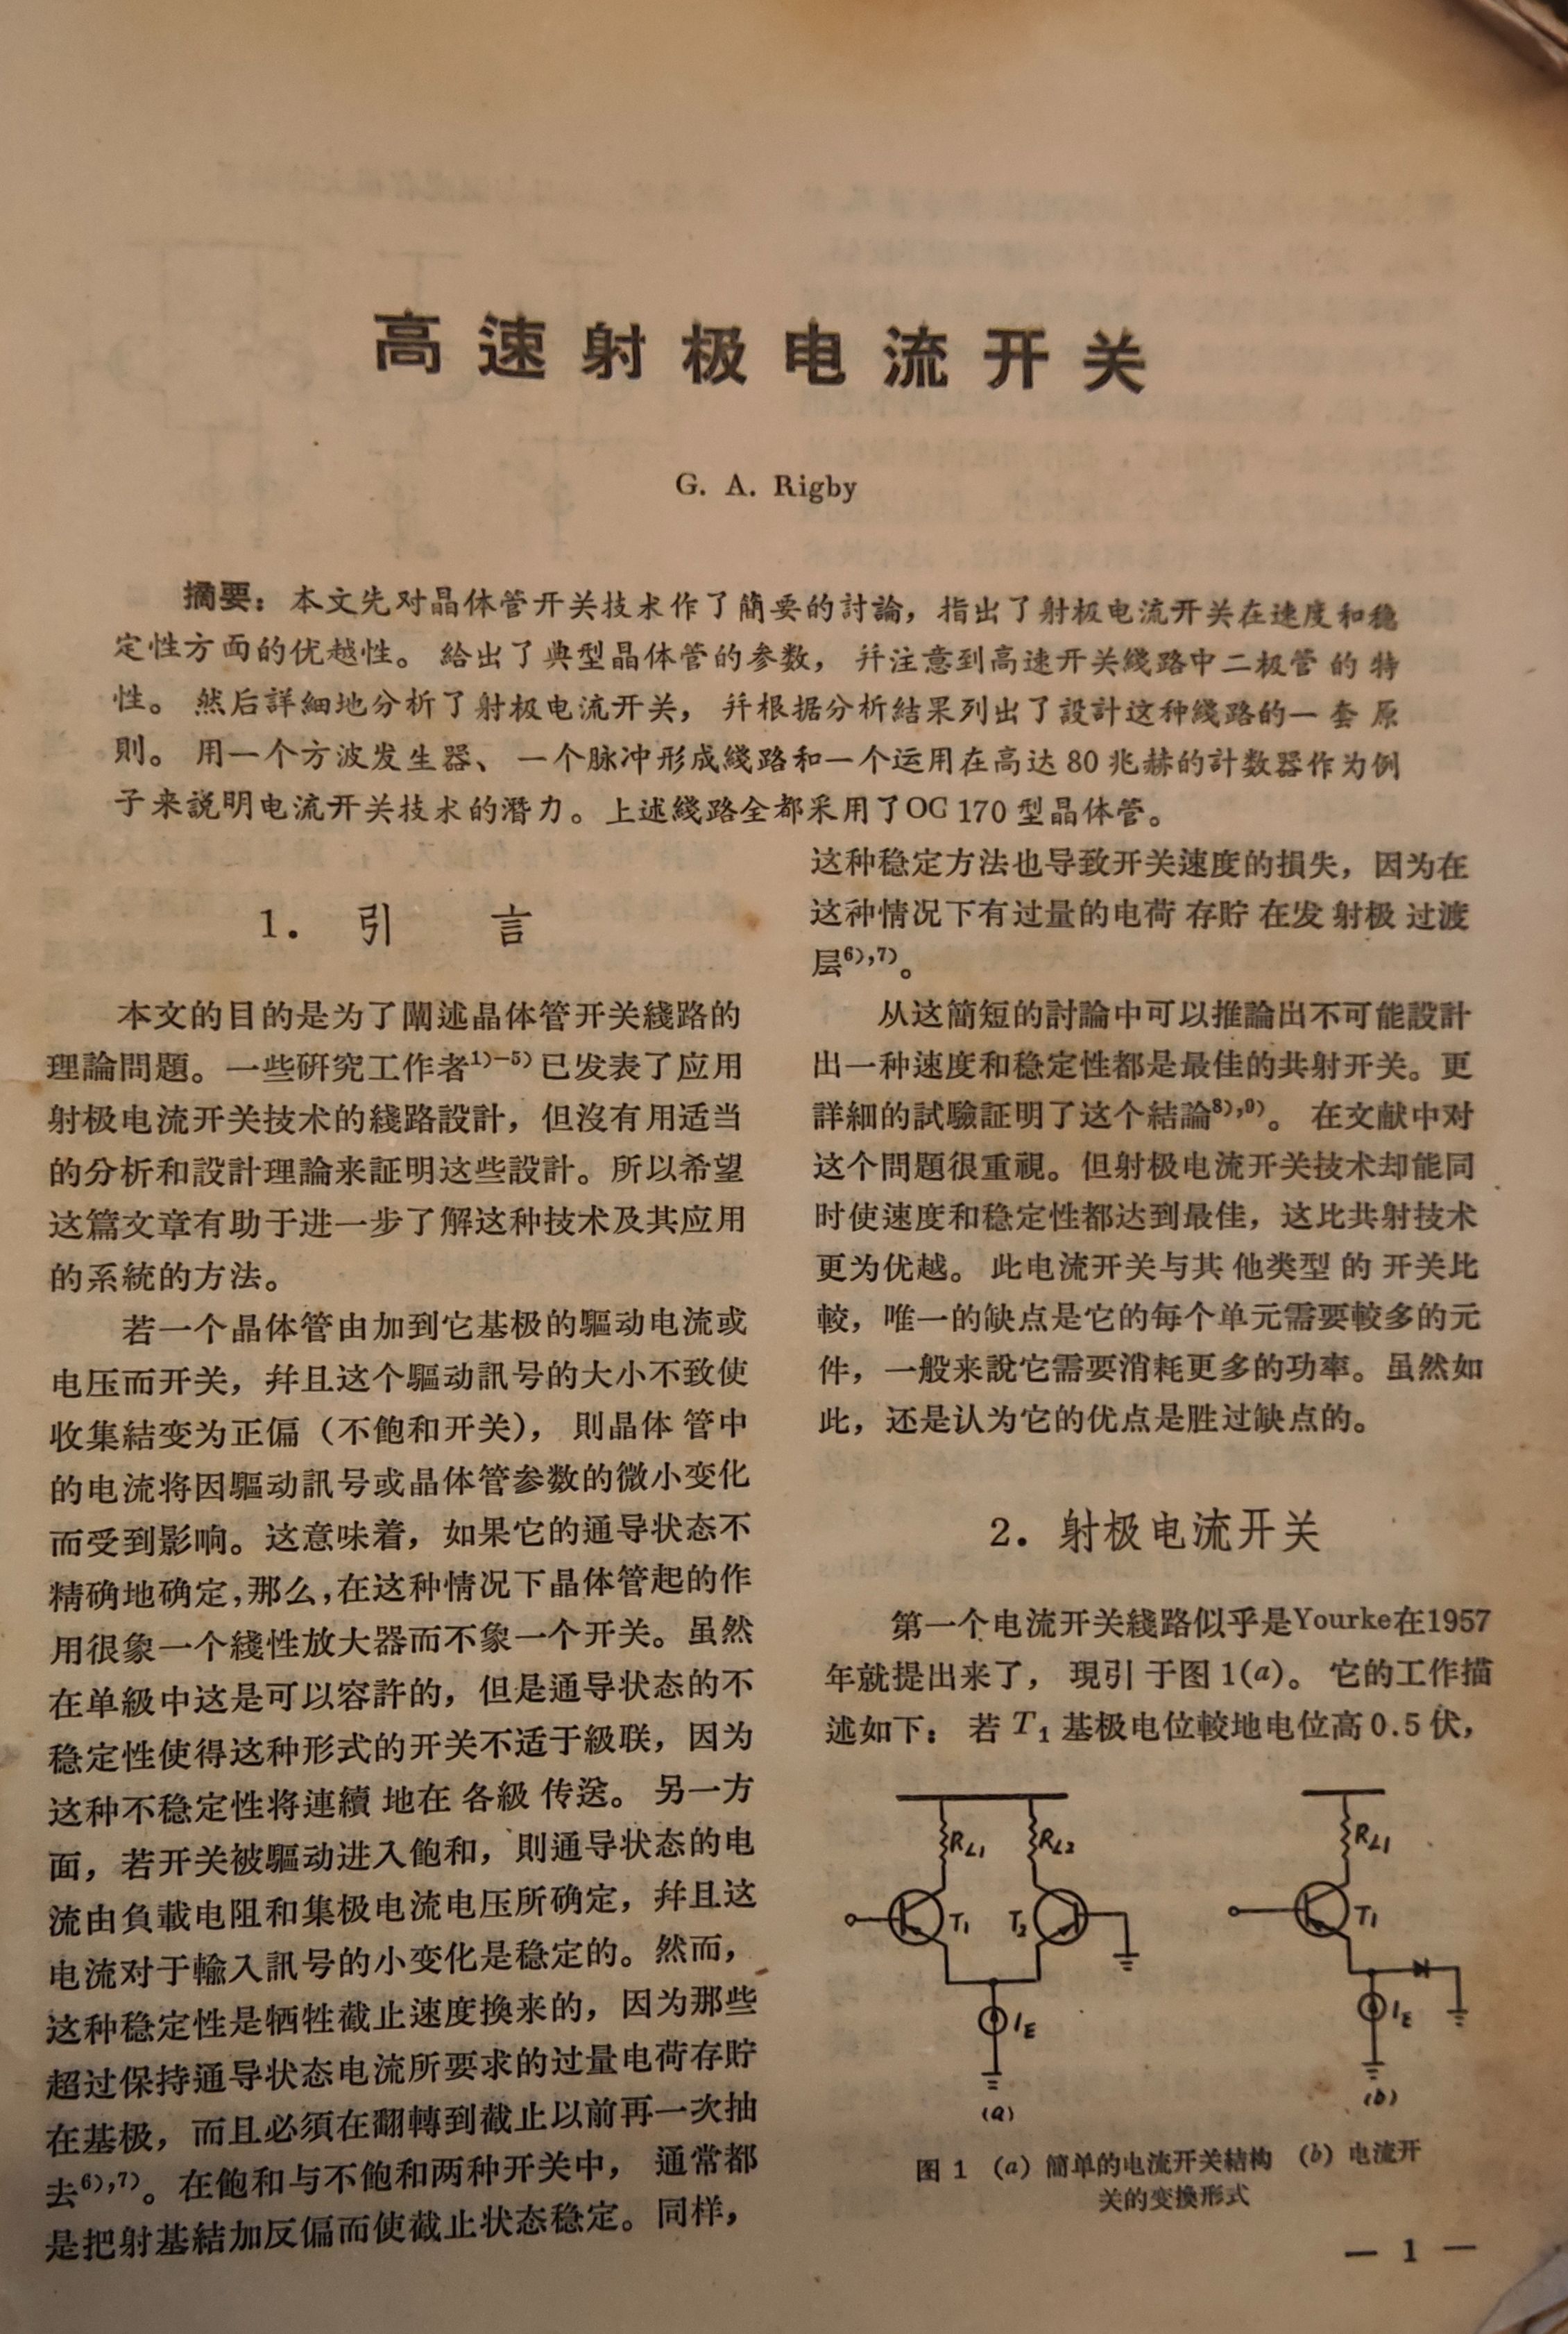 高速射极电流开关
G. A. Rigby
摘要：本文先对晶体管开关技术作了簡要的討論，指出了射极电流开关在速度和稳
定性方面的优越性。給出了典型晶体管的参数，幷注意到高速开关綫路中二极管的特
性。然后詳細地分析了射极电流开关，幷根据分析結果列出了設計这种綫路的一套原
則。用一个方波发生器、一个脉冲形成綫路和一个运用在高达80兆赫的計数器作为例
子来説明电流开关技术的潛力。上述綫路全都采用了OC 170型晶体管。
1. 引 言
本文的目的是为了闡述晶体管开关綫路的
理論問題。一些研究工作者1)-5)已发表了应用
射极电流开关技术的綫路設計，但沒有用适当
的分析和設計理論来証明这些設計。所以希望
这篇文章有助于进一步了解这种技术及其应用
的系統的方法。
若一个晶体管由加到它基极的驅动电流或
电压而开关，幷且这个驅动訊号的大小不致使
收集結变为正偏（不飽和开关），則晶体管中
的电流将因驅动訊号或晶体管参数的微小变化
而受到影响。这意味着，如果它的通导状态不
精确地确定，那么，在这种情况下晶体管起的作
用很象一个綫性放大器而不象一个开关。虽然
在单級中这是可以容許的，但是通导状态的不
稳定性使得这种形式的开关不适于級联，因为
这种不稳定性将連續地在各級传送。另一方
面，若开关被驅动进入飽和，則通导状态的电
流由負載电阻和集极电流电压所确定，幷且这
电流对于輸入訊号的小变化是稳定的。然而，
这种稳定性是牺牲截止速度換来的，因为那些
超过保持通导状态电流所要求的过量电荷存貯
在基极，而且必須在翻轉到截止以前再一次抽
去6),7)。在飽和与不飽和两种开关中，通常都
是把射基結加反偏而使截止状态稳定。同样，
这种稳定方法也导致开关速度的損失，因为在
这种情况下有过量的电荷存貯在发射极过渡
层6),7)。
从这簡短的討論中可以推論出不可能設計
出一种速度和稳定性都是最佳的共射开关。更
詳細的試驗証明了这个結論8),9)。在文献中对
这个問題很重視。但射极电流开关技术却能同
时使速度和稳定性都达到最佳，这比共射技术
更为优越。此电流开关与其他类型的开关比
較，唯一的缺点是它的每个单元需要較多的元
件，一般来説它需要消耗更多的功率。虽然如
此，还是认为它的优点是胜过缺点的。
2. 射极电流开关
第一个电流开关綫路似乎是Yourke在1957
年就提出来了，現引于图1(a)。它的工作描
述如下：若T1基极电位較地电位高0.5伏，
RL1 RL2 RL1
T1 T2 T1
IE IE
(a) (b)
图1 (a) 簡单的电流开关結构 (b) 电流开
关的变換形式
— 1 —